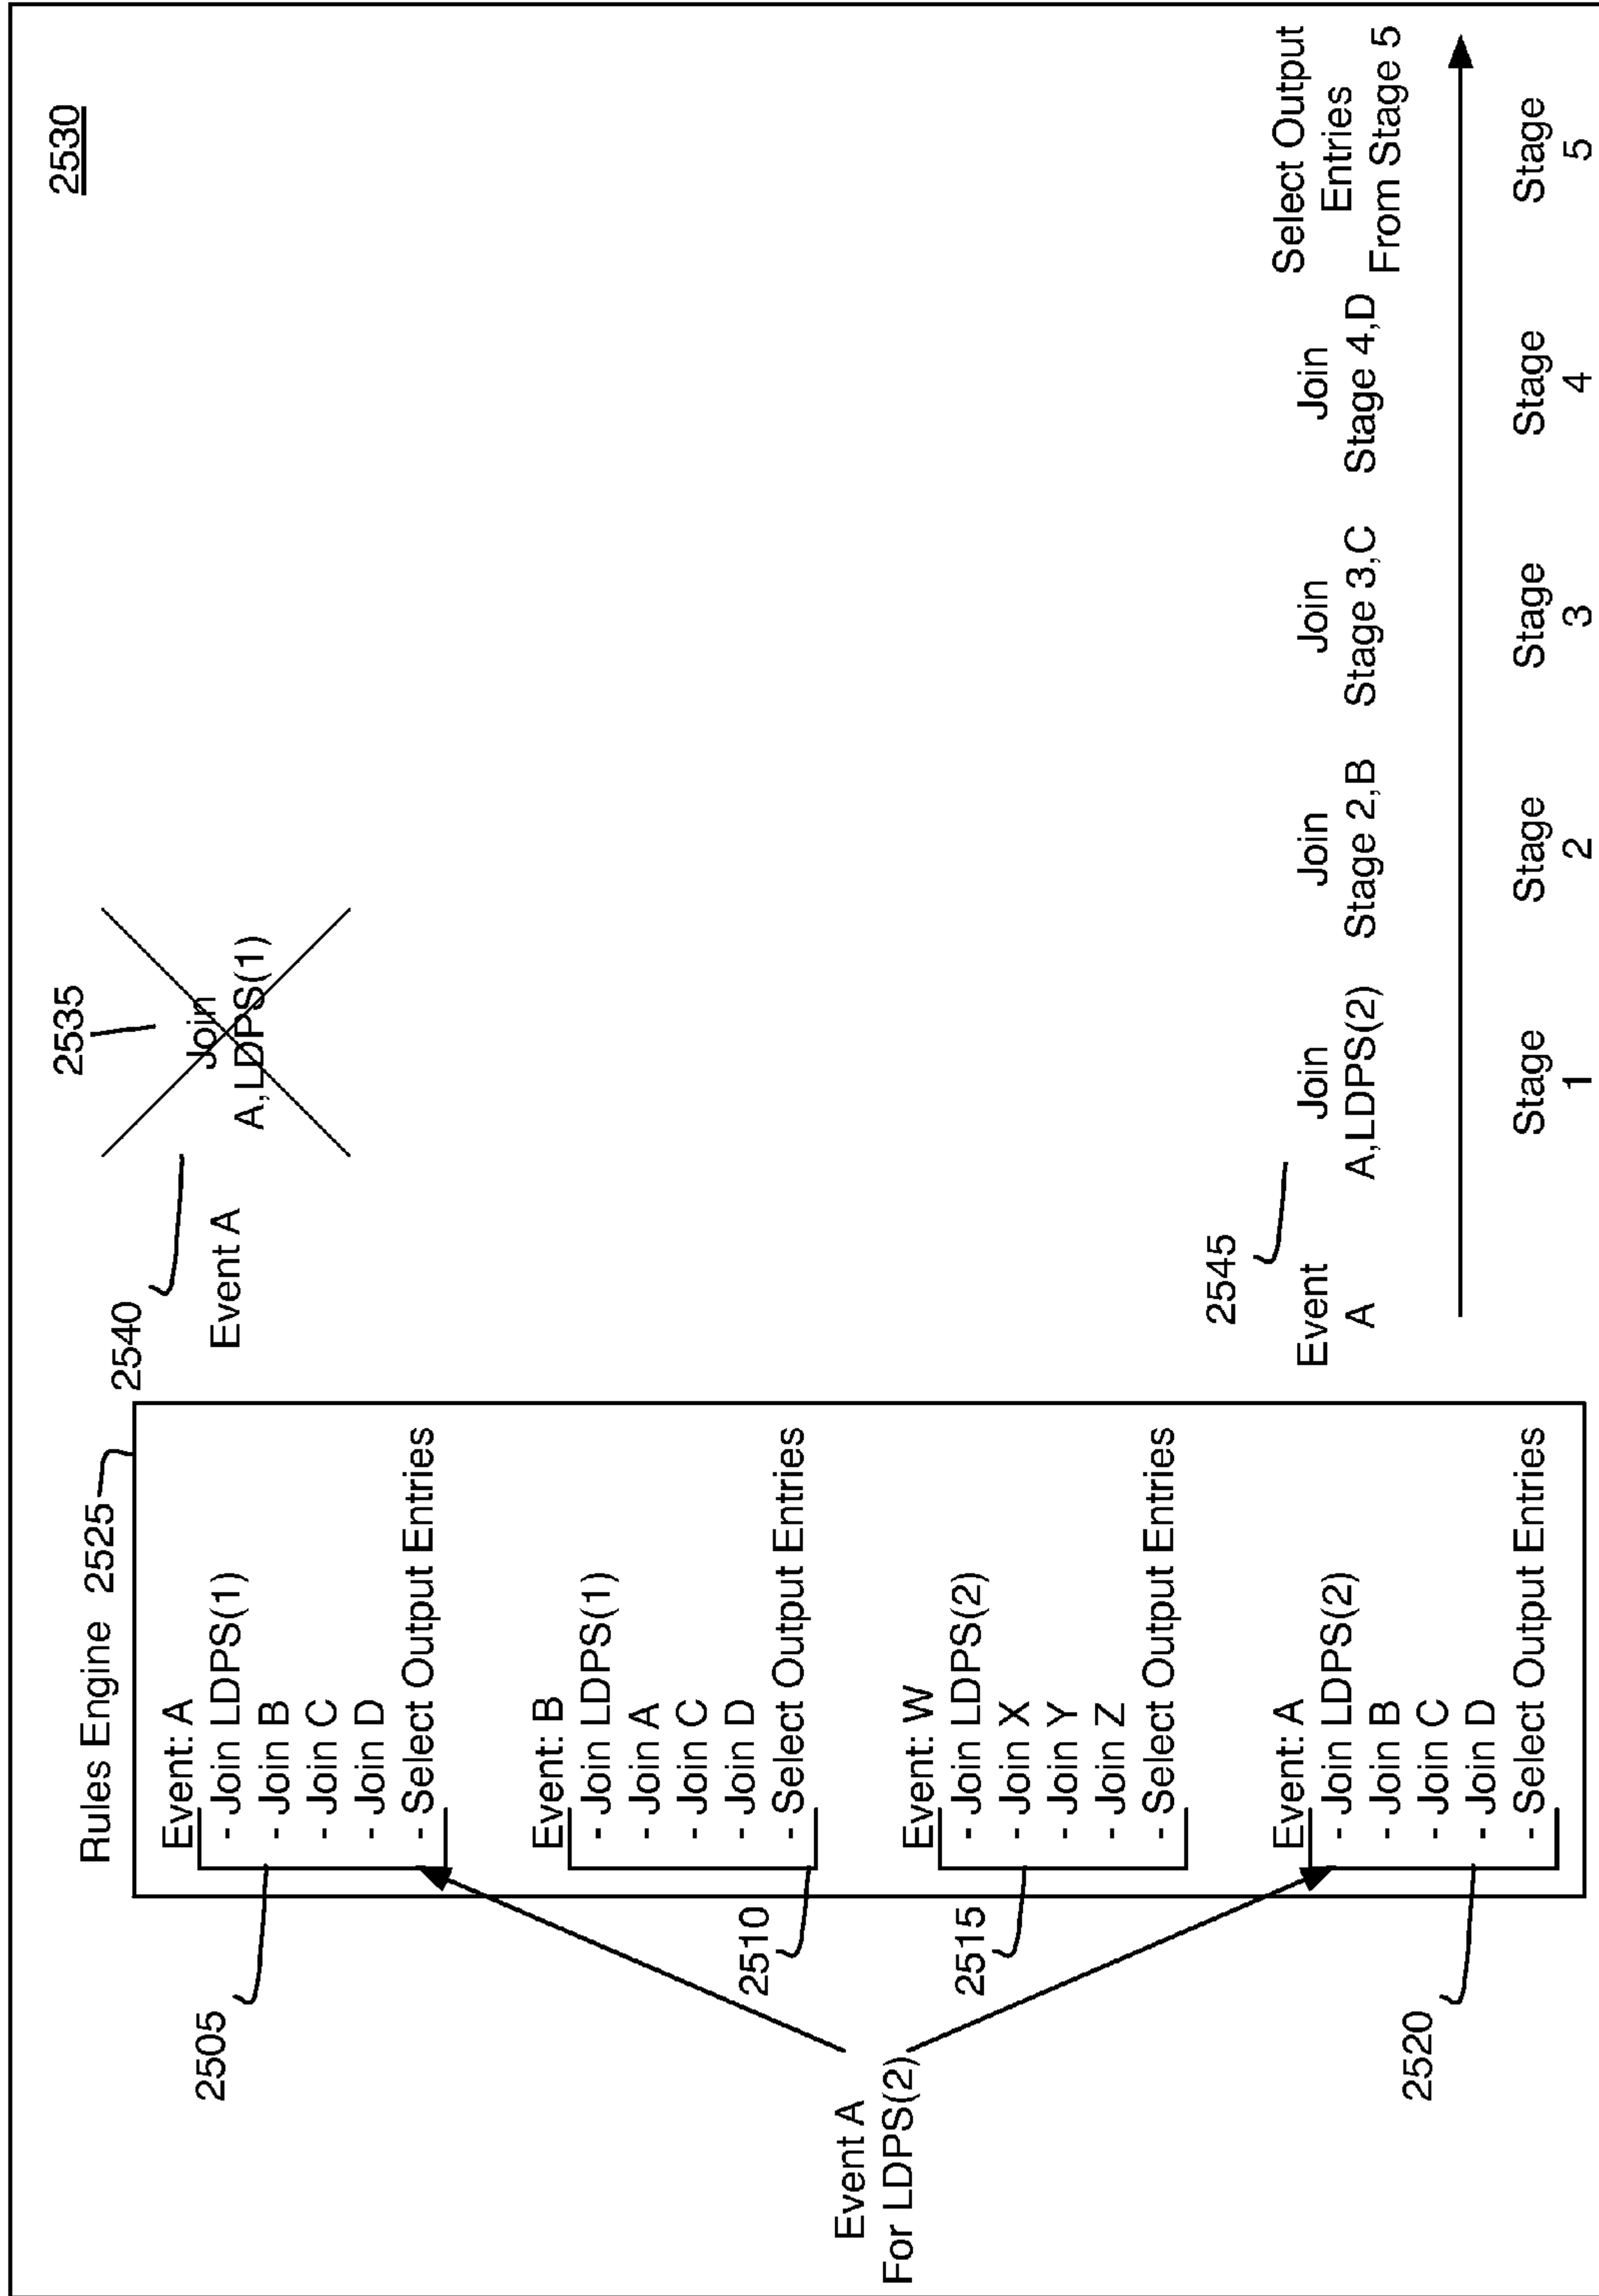 2530
Rules Engine 2525
Event: A
- Join LDPS(1)
- Join B
- Join C
- Join D
- Select Output Entries
Event: B
- Join LDPS(1)
- Join A
- Join C
- Join D
- Select Output Entries
Event: W
- Join LDPS(2)
- Join X
- Join Y
- Join Z
- Select Output Entries
Event: A
- Join LDPS(2)
- Join B
- Join C
- Join D
- Select Output Entries
2505
2510
2515
2520
Event A
For LDPS(2)
2535
2540
Event A
Join
A,LDPS(1)
2545
Event
A
Join
A,LDPS(2)
Join
Stage 2,B
Join
Stage 3,C
Join
Stage 4,D
Select Output
Entries
From Stage 5
Stage
1
Stage
2
Stage
3
Stage
4
Stage
5